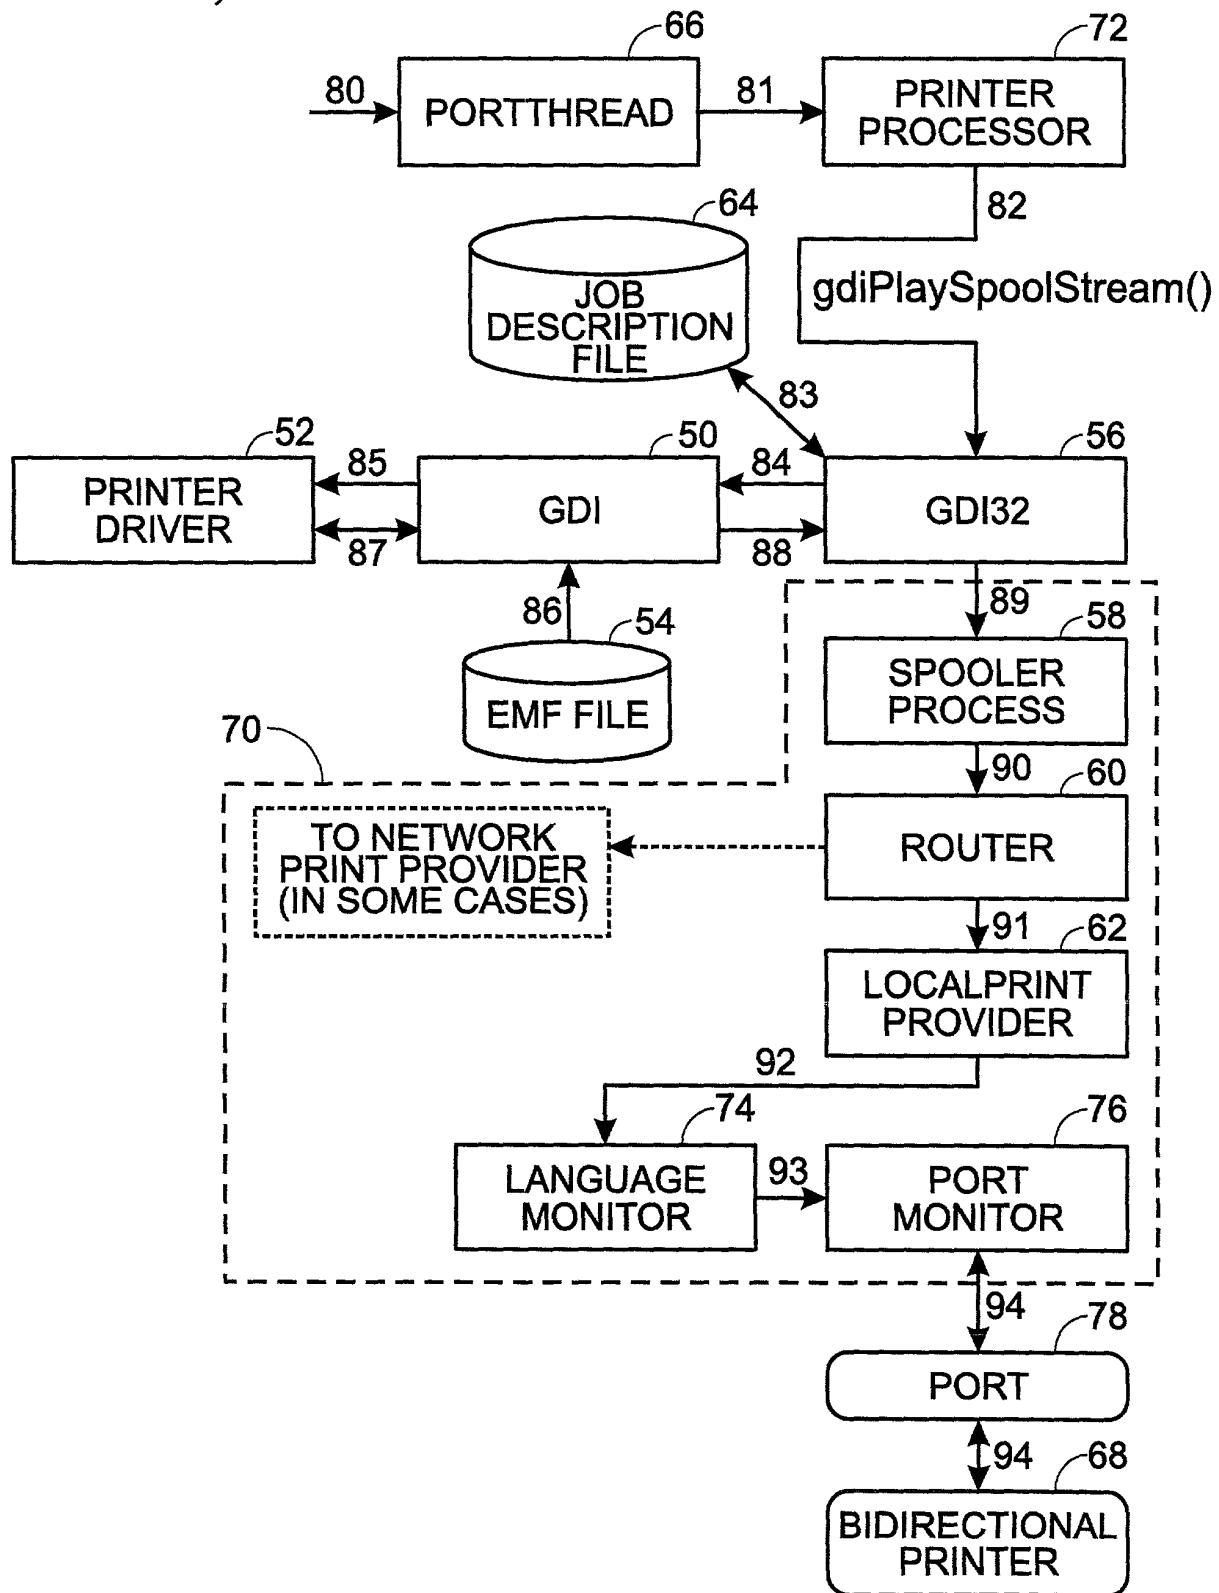 66
72
80
PORTTHREAD
81
PRINTER
PROCESSOR
82
64
JOB
DESCRIPTION
FILE
gdiPlaySpoolStream()
83
52
50
56
PRINTER
DRIVER
85
87
GDI
84
88
GDI32
86
54
EMF FILE
89
58
SPOOLER
PROCESS
70
90
60
TO NETWORK
PRINT PROVIDER
(IN SOME CASES)
ROUTER
91
62
LOCALPRINT
PROVIDER
92
74
76
LANGUAGE
MONITOR
93
PORT
MONITOR
94
78
PORT
94
68
BIDIRECTIONAL
PRINTER